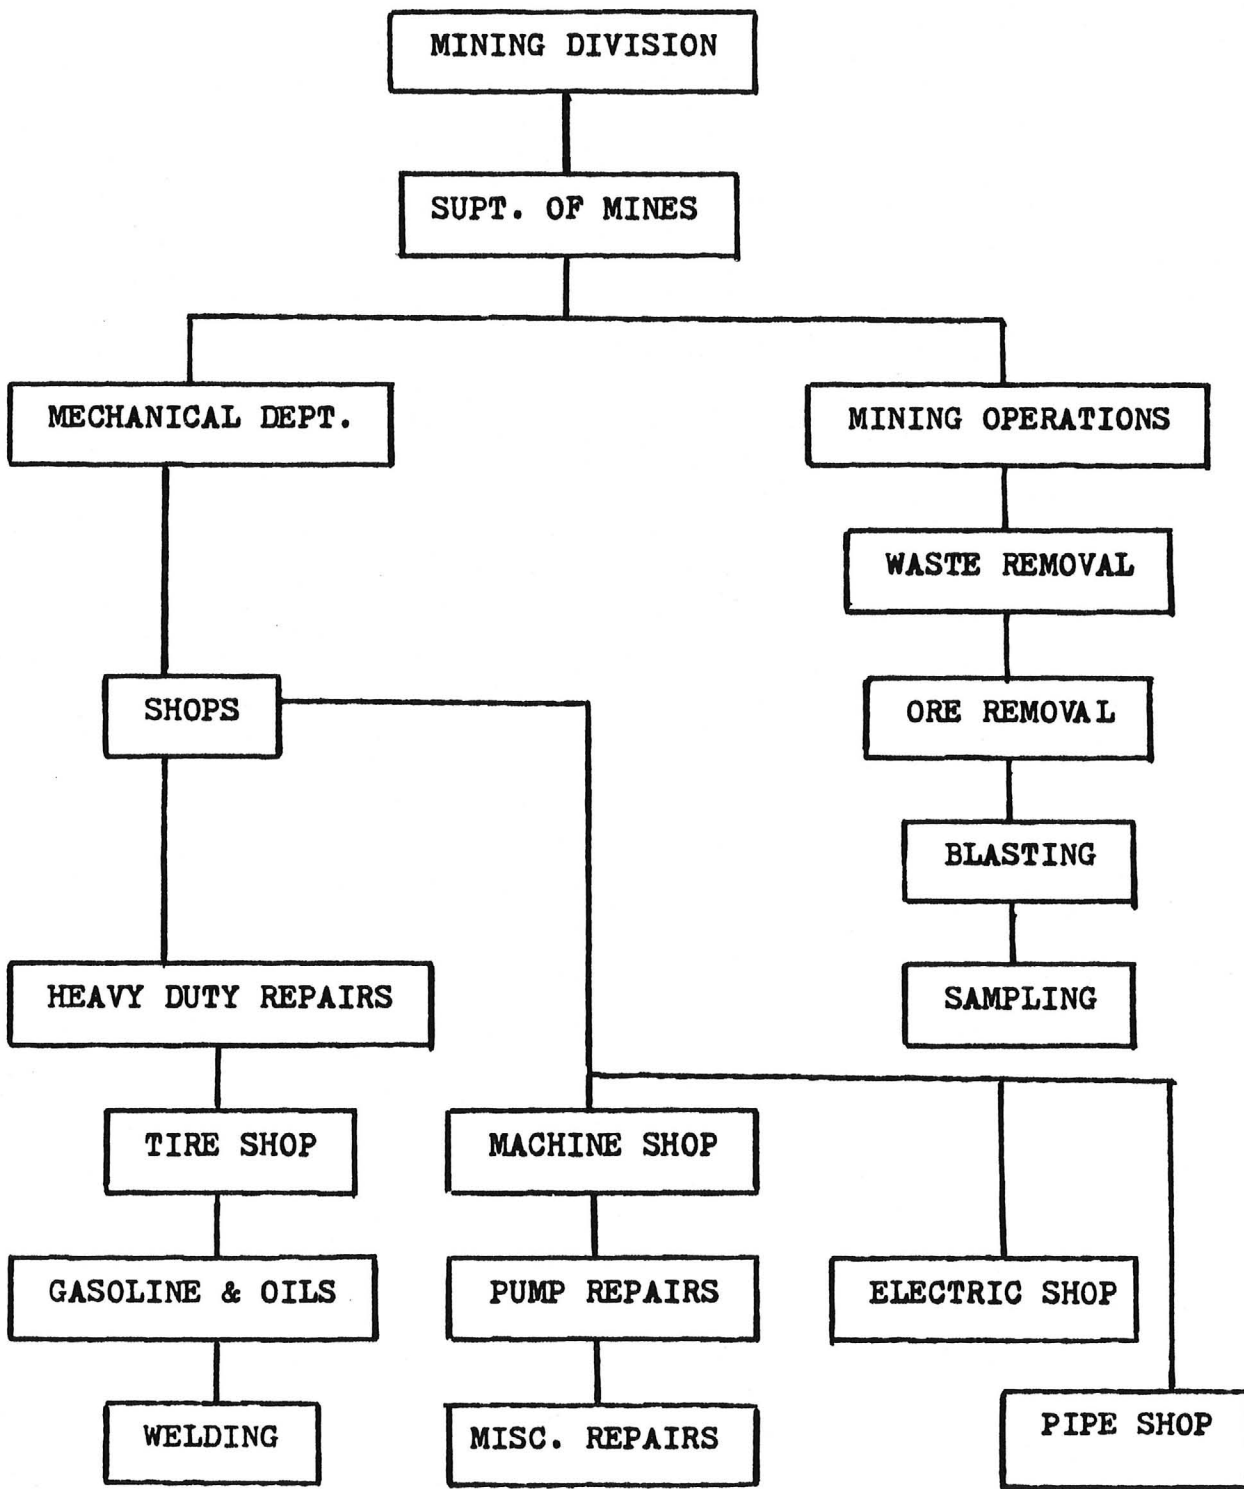 MINING DIVISION
SUPT. OF MINES
MECHANICAL DEPT.
MINING OPERATIONS
WASTE REMOVAL
SHOPS
ORE REMOVAL
BLASTING
HEAVY DUTY REPAIRS
SAMPLING
TIRE SHOP
MACHINE SHOP
GASOLINE & OILS
PUMP REPAIRS
ELECTRIC SHOP
WELDING
MISC. REPAIRS
PIPE SHOP